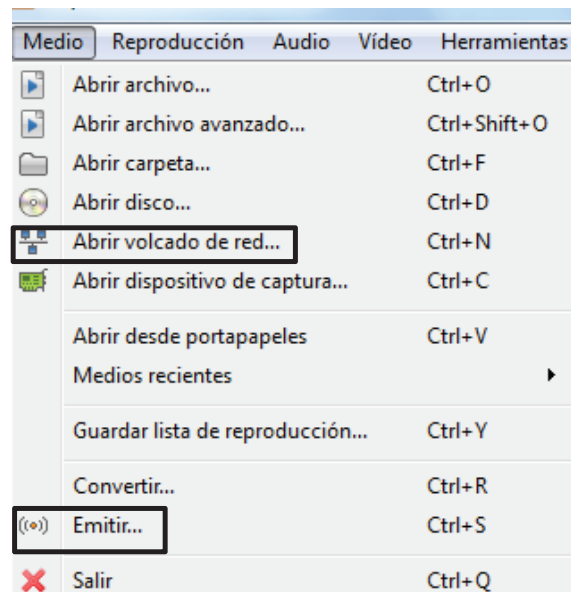 Medio Reproducción Audio Vídeo Herramientas
Abrir archivo... Ctrl+O
Abrir archivo avanzado... Ctrl+Shift+O
Abrir carpeta... Ctrl+F
Abrir disco... Ctrl+D
Abrir volcado de red... Ctrl+N
Abrir dispositivo de captura... Ctrl+C
Abrir desde portapapeles Ctrl+V
Medios recientes
Guardar lista de reproducción... Ctrl+Y
Convertir... Ctrl+R
Emitir... Ctrl+S
Salir Ctrl+Q